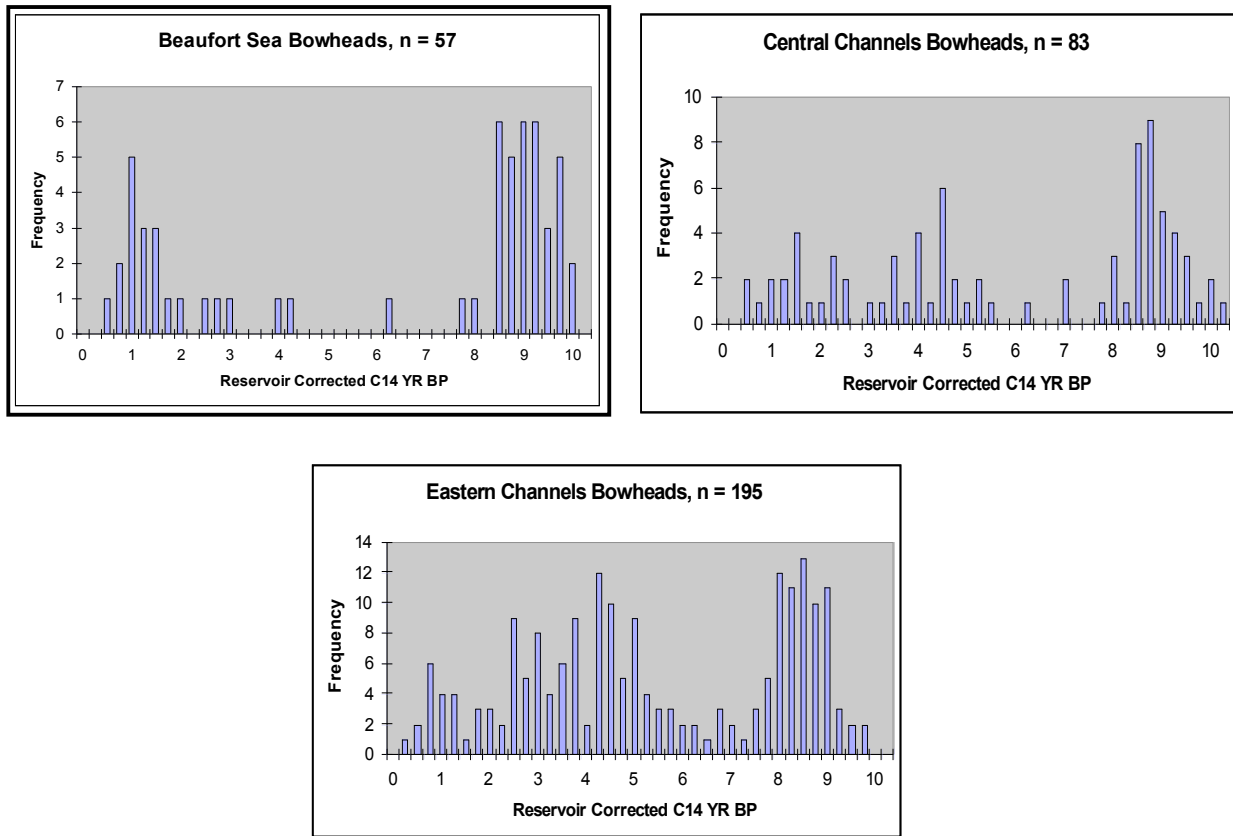 Beaufort Sea Bowheads, n = 57
7
6
5
4
3
2
1
0
Frequency
0 1 2 3 4 5 6 7 8 9 10
Reservoir Corrected C14 YR BP
Central Channels Bowheads, n = 83
10
8
6
4
2
0
Frequency
0 1 2 3 4 5 6 7 8 9 10
Reservoir Corrected C14 YR BP
Eastern Channels Bowheads, n = 195
14
12
10
8
6
4
2
0
Frequency
0 1 2 3 4 5 6 7 8 9 10
Reservoir Corrected C14 YR BP